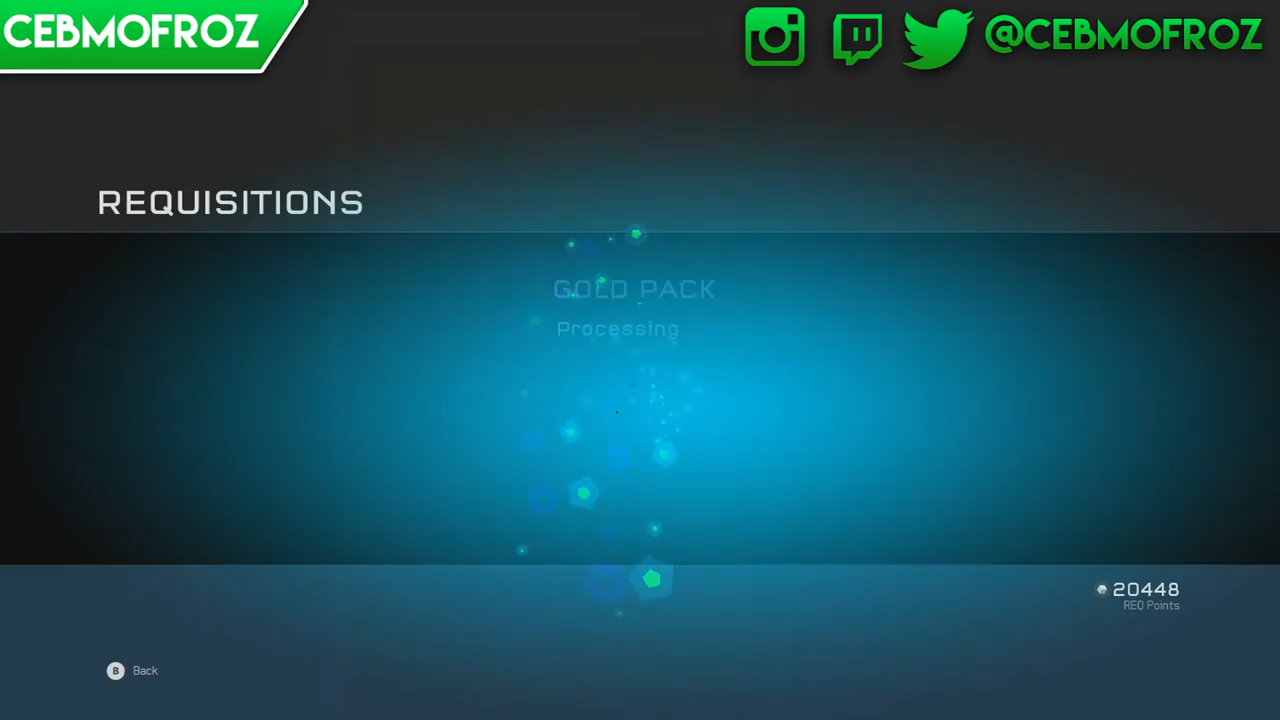 CEBMOFROZ
@CEBMOFROZ
REQUISITIONS
GOLD PACK
Processing
20448
REQ Points
B Back